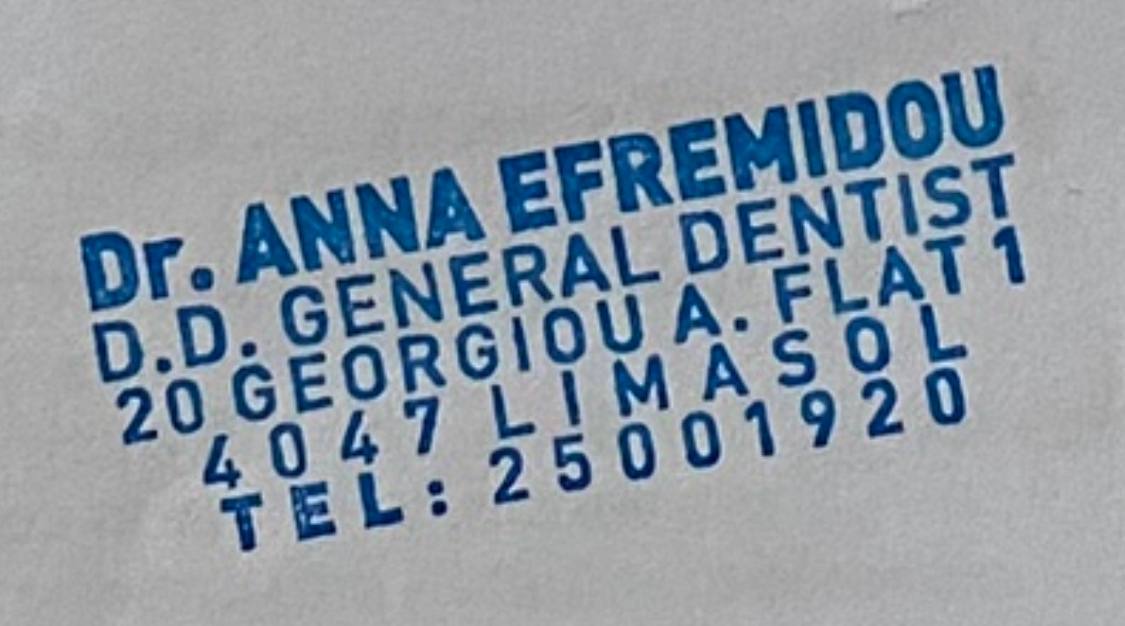 Dr. ANNA EFREMIDOU
D.D. GENERAL DENTIST
20 GEORGIOU A. FLAT 1
4047 LIMASOL
TEL: 25001920